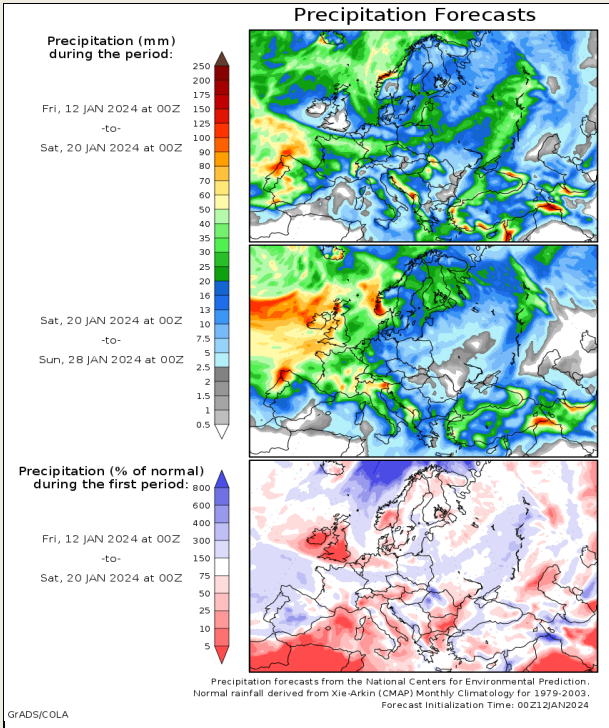 Precipitation Forecasts
Precipitation (mm)
during the period:
Fri, 12 JAN 2024 at 00Z
-to-
Sat, 20 JAN 2024 at 00Z
250
200
175
150
125
100
90
80
70
60
50
40
35
30
25
20
16
13
10
7.5
5
2.5
2
1.5
1
0.5
Sat, 20 JAN 2024 at 00Z
-to-
Sun, 28 JAN 2024 at 00Z
Precipitation (% of normal)
during the first period:
Fri, 12 JAN 2024 at 00Z
-to-
Sat, 20 JAN 2024 at 00Z
800
600
400
300
150
75
50
25
10
5
Precipitation forecasts from the National Centers for Environmental Prediction.
Normal rainfall derived from Xie-Arkin (CMAP) Monthly Climatology for 1979-2003.
Forecast Initialization Time: 00Z12JAN2024
GrADS/COLA